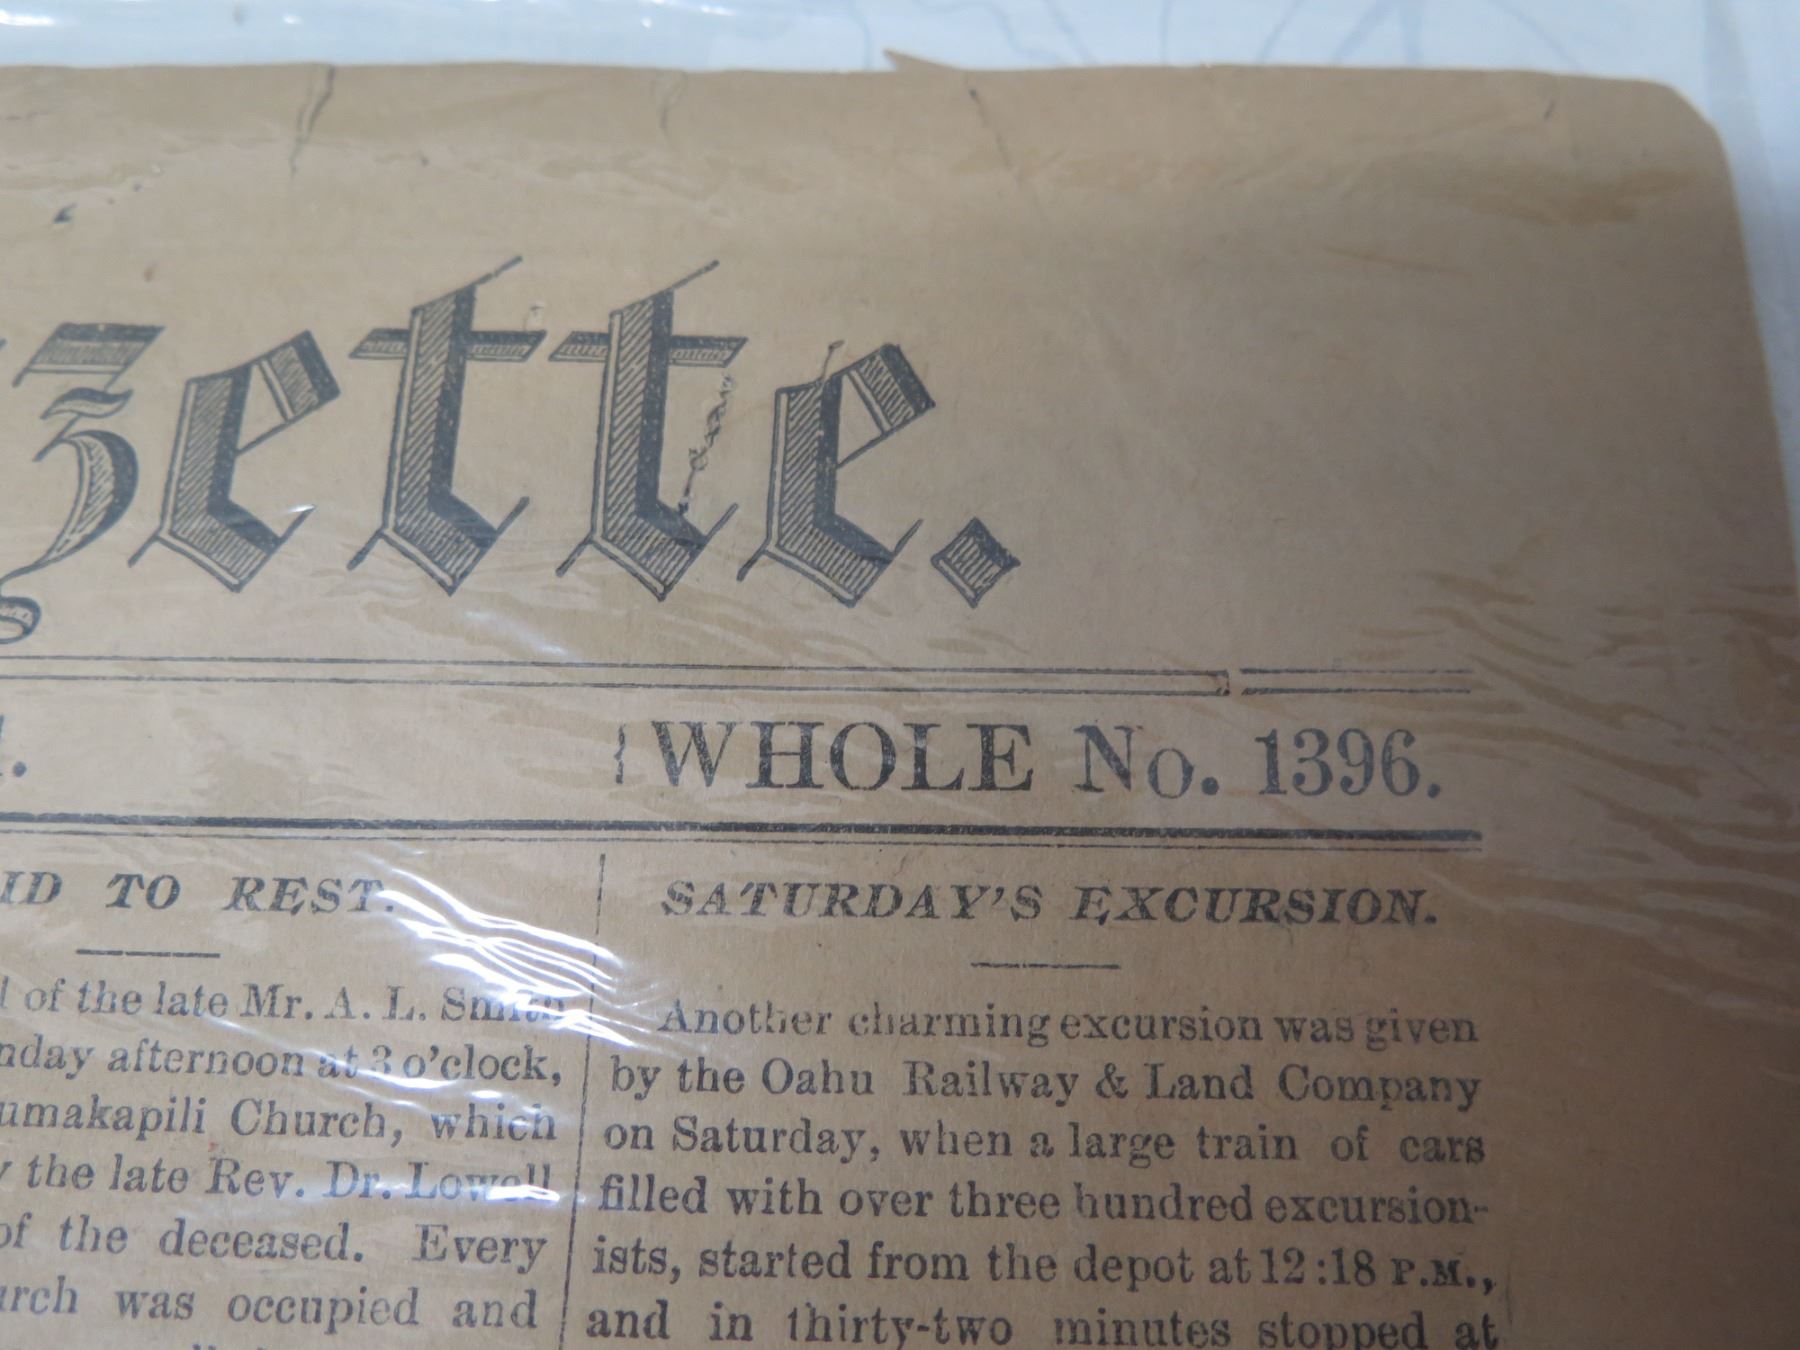 zette.
1.
{WHOLE No. 1396.
ID TO REST.
l of the late Mr. A. L. Smith
nday afternoon at 3 o'clock,
umakapili Church, which
y the late Rev. Dr. Lowell
of the deceased. Every
urch was occupied and
SATURDAY'S EXCURSION.
Another charming excursion was given
by the Oahu Railway & Land Company
on Saturday, when a large train of cars
filled with over three hundred excursion-
ists, started from the depot at 12:18 P.M.,
and in thirty-two minutes stopped at